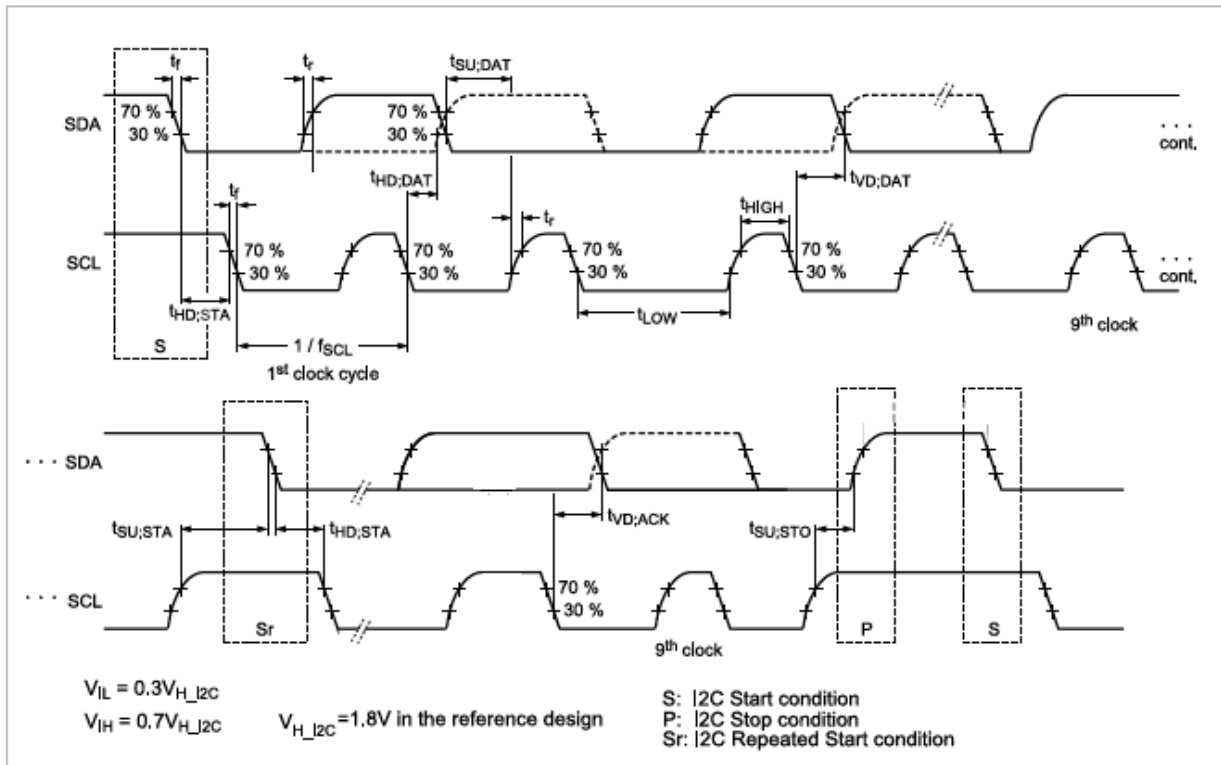 tf tr tSU;DAT
SDA 70 % 70 %
30 % 30 % . . . cont.
tHD;DAT tVD;DAT
tf tr tHIGH
SCL 70 % 70 % 70 % 70 %
30 % 30 % 30 % 30 % . . . cont.
tHD;STA tLOW
S 1 / fSCL 9th clock
1st clock cycle
. . . SDA
tSU;STA tHD;STA tVD;ACK tSU;STO
70 %
. . . SCL 30 %
Sr 9th clock P S
VIL = 0.3VH_I2C
VIH = 0.7VH_I2C VH_I2C=1.8V in the reference design
S: I2C Start condition
P: I2C Stop condition
Sr: I2C Repeated Start condition